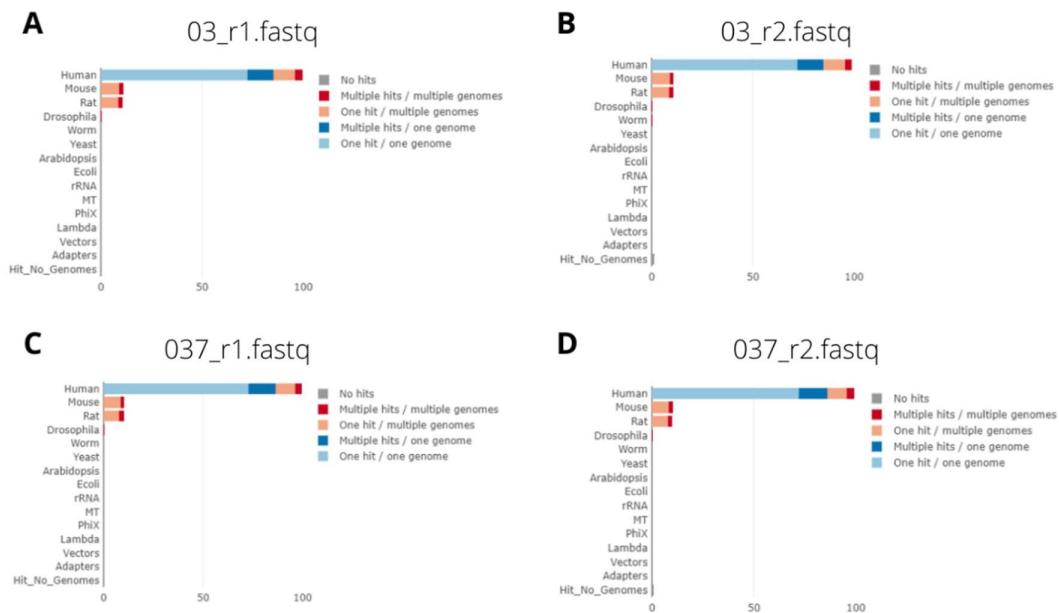 A
03_r1.fastq
Human
Mouse
Rat
Drosophila
Worm
Yeast
Arabidopsis
Ecoli
rRNA
MT
PhiX
Lambda
Vectors
Adapters
Hit_No_Genomes
0 50 100
No hits
Multiple hits / multiple genomes
One hit / multiple genomes
Multiple hits / one genome
One hit / one genome
B
03_r2.fastq
Human
Mouse
Rat
Drosophila
Worm
Yeast
Arabidopsis
Ecoli
rRNA
MT
PhiX
Lambda
Vectors
Adapters
Hit_No_Genomes
0 50 100
No hits
Multiple hits / multiple genomes
One hit / multiple genomes
Multiple hits / one genome
One hit / one genome
C
037_r1.fastq
Human
Mouse
Rat
Drosophila
Worm
Yeast
Arabidopsis
Ecoli
rRNA
MT
PhiX
Lambda
Vectors
Adapters
Hit_No_Genomes
0 50 100
No hits
Multiple hits / multiple genomes
One hit / multiple genomes
Multiple hits / one genome
One hit / one genome
D
037_r2.fastq
Human
Mouse
Rat
Drosophila
Worm
Yeast
Arabidopsis
Ecoli
rRNA
MT
PhiX
Lambda
Vectors
Adapters
Hit_No_Genomes
0 50 100
No hits
Multiple hits / multiple genomes
One hit / multiple genomes
Multiple hits / one genome
One hit / one genome